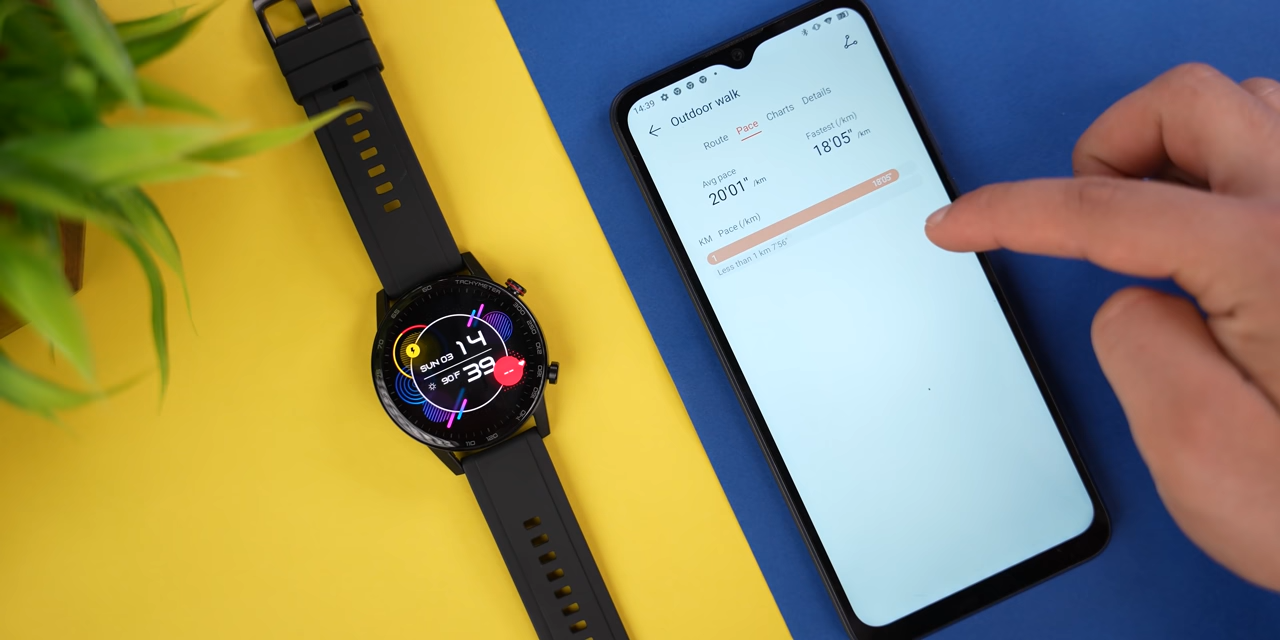 TACHYMETER
SUN 03
14
90 F
39
14:39
Outdoor walk
Route Pace Charts Details
Avg pace
20'01" /km
Fastest (/km)
18'05" /km
KM Pace (/km)
1 18'05"
Less than 1 km 7'56"